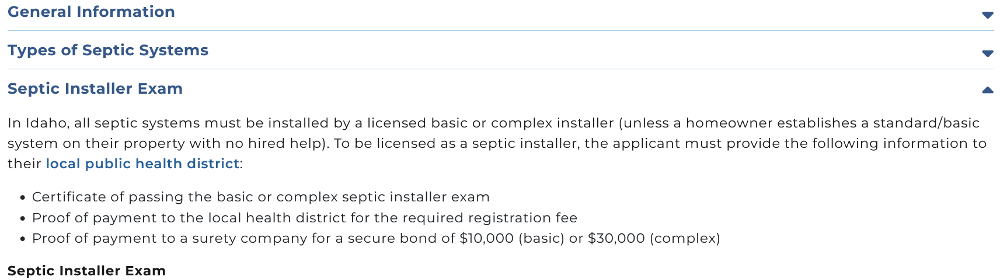 General Information
Types of Septic Systems
Septic Installer Exam
In Idaho, all septic systems must be installed by a licensed basic or complex installer (unless a homeowner establishes a standard/basic
system on their property with no hired help). To be licensed as a septic installer, the applicant must provide the following information to
their local public health district:
• Certificate of passing the basic or complex septic installer exam
• Proof of payment to the local health district for the required registration fee
• Proof of payment to a surety company for a secure bond of $10,000 (basic) or $30,000 (complex)
Septic Installer Exam